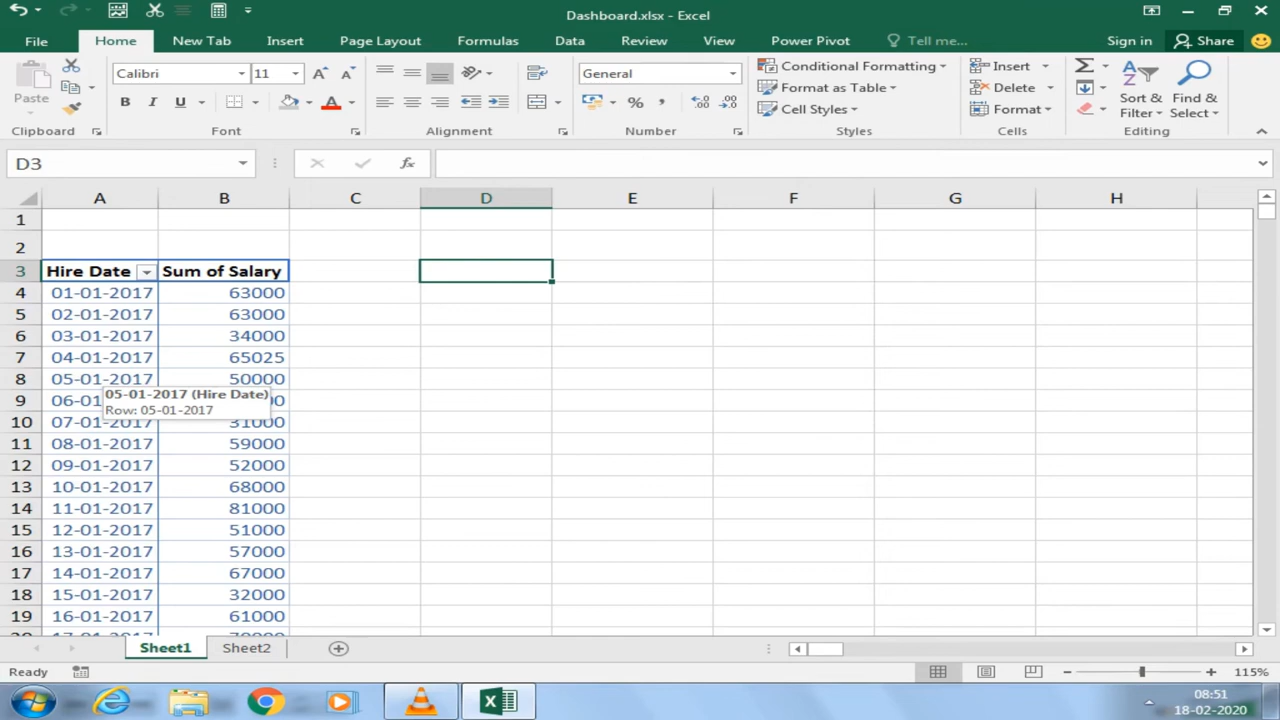 Dashboard.xlsx - Excel
File Home New Tab Insert Page Layout Formulas Data Review View Power Pivot Tell me... Sign in Share
Paste Calibri 11 General Conditional Formatting Insert
B I U % , Format as Table Delete Sort & Find &
Cell Styles Format Filter Select
Clipboard Font Alignment Number Styles Cells Editing
D3 fx
A B C D E F G H
1
2
3 Hire Date Sum of Salary
4 01-01-2017 63000
5 02-01-2017 63000
6 03-01-2017 34000
7 04-01-2017 65025
8 05-01-2017 50000
05-01-2017 (Hire Date)
9 06-01
Row: 05-01-2017
10 07-01-2017 31000
11 08-01-2017 59000
12 09-01-2017 52000
13 10-01-2017 68000
14 11-01-2017 81000
15 12-01-2017 51000
16 13-01-2017 57000
17 14-01-2017 67000
18 15-01-2017 32000
19 16-01-2017 61000
Sheet1 Sheet2
Ready 115%
08:51
18-02-2020